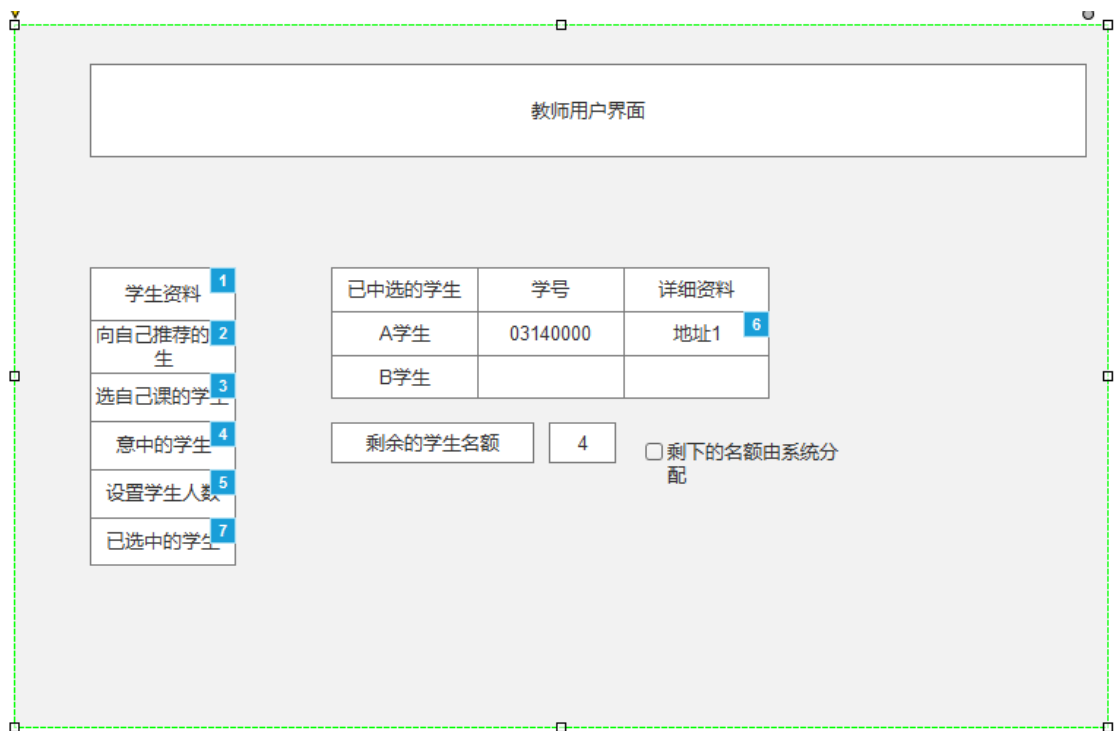 教师用户界面
学生资料
1
向自己推荐的
生
2
选自己课的学
3
意中的学生
4
设置学生人数
5
已选中的学生
7
已中选的学生 学号 详细资料
A学生 03140000 地址1 6
B学生
剩余的学生名额 4
剩下的名额由系统分
配